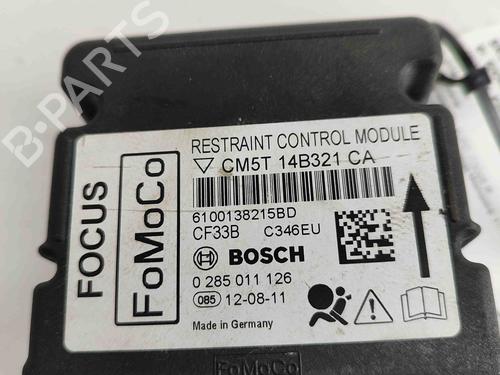 RESTRAINT CONTROL MODULE
CM5T 14B321 CA
6100138215BD
CF33B C346EU
BOSCH
0 285 011 126
085 12-08-11
Made in Germany
FOCUS
FoMoCo
FoMoCo
B-PARTS